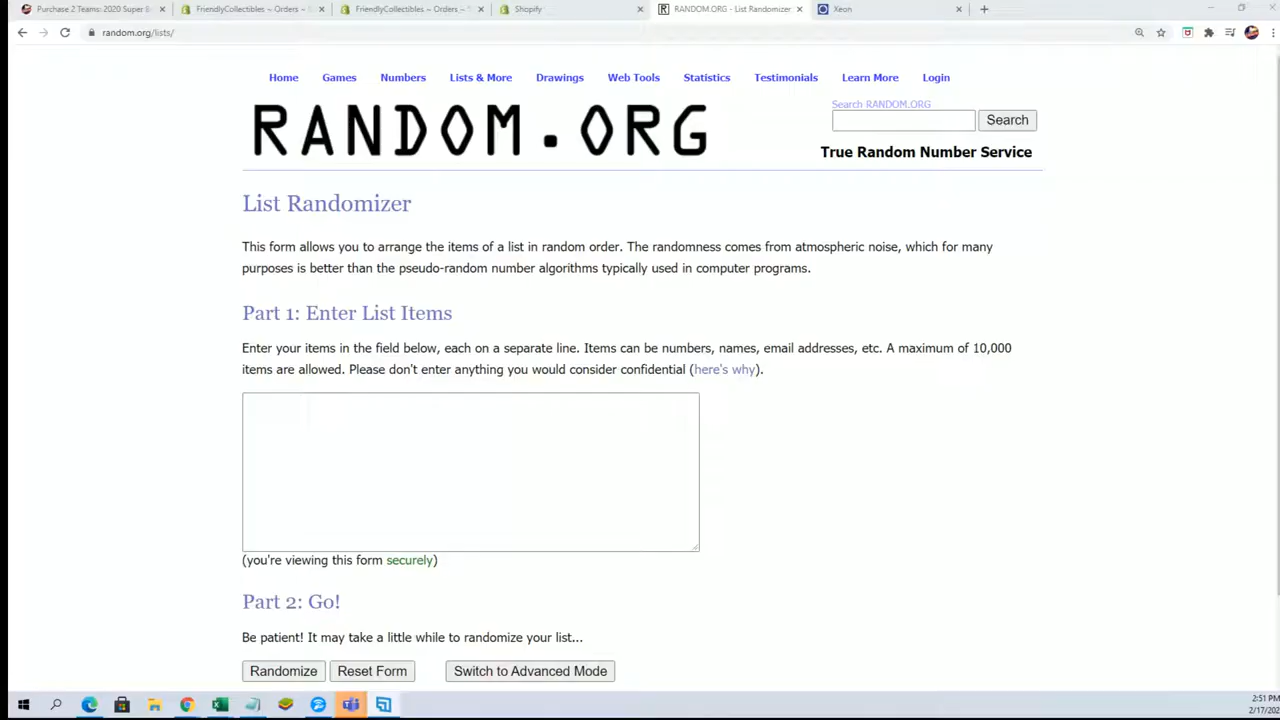 Purchase 2 Teams: 2020 Super B
FriendlyCollectibles ~ Orders ~ S
FriendlyCollectibles ~ Orders ~
Shopify
RANDOM.ORG - List Randomizer
Xeon
random.org/lists/
Home Games Numbers Lists & More Drawings Web Tools Statistics Testimonials Learn More Login
RANDOM.ORG
Search RANDOM.ORG
Search
True Random Number Service
List Randomizer
This form allows you to arrange the items of a list in random order. The randomness comes from atmospheric noise, which for many
purposes is better than the pseudo-random number algorithms typically used in computer programs.
Part 1: Enter List Items
Enter your items in the field below, each on a separate line. Items can be numbers, names, email addresses, etc. A maximum of 10,000
items are allowed. Please don't enter anything you would consider confidential (here's why).
(you're viewing this form securely)
Part 2: Go!
Be patient! It may take a little while to randomize your list...
Randomize Reset Form Switch to Advanced Mode
2:51 PM
2/17/202